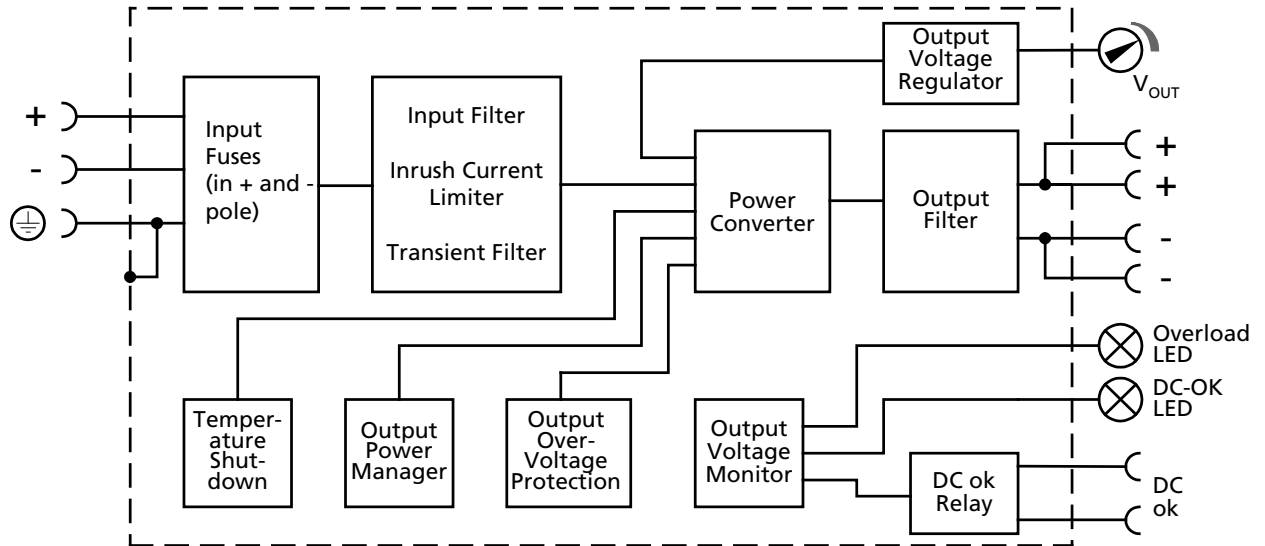 Output
Voltage
Regulator
V_OUT
+
-
Input
Fuses
(in + and -
pole)
Input Filter
Inrush Current
Limiter
Transient Filter
Power
Converter
Output
Filter
+
+
-
-
Temper-
ature
Shut-
down
Output
Power
Manager
Output
Over-
Voltage
Protection
Output
Voltage
Monitor
DC ok
Relay
Overload
LED
DC-OK
LED
DC
ok